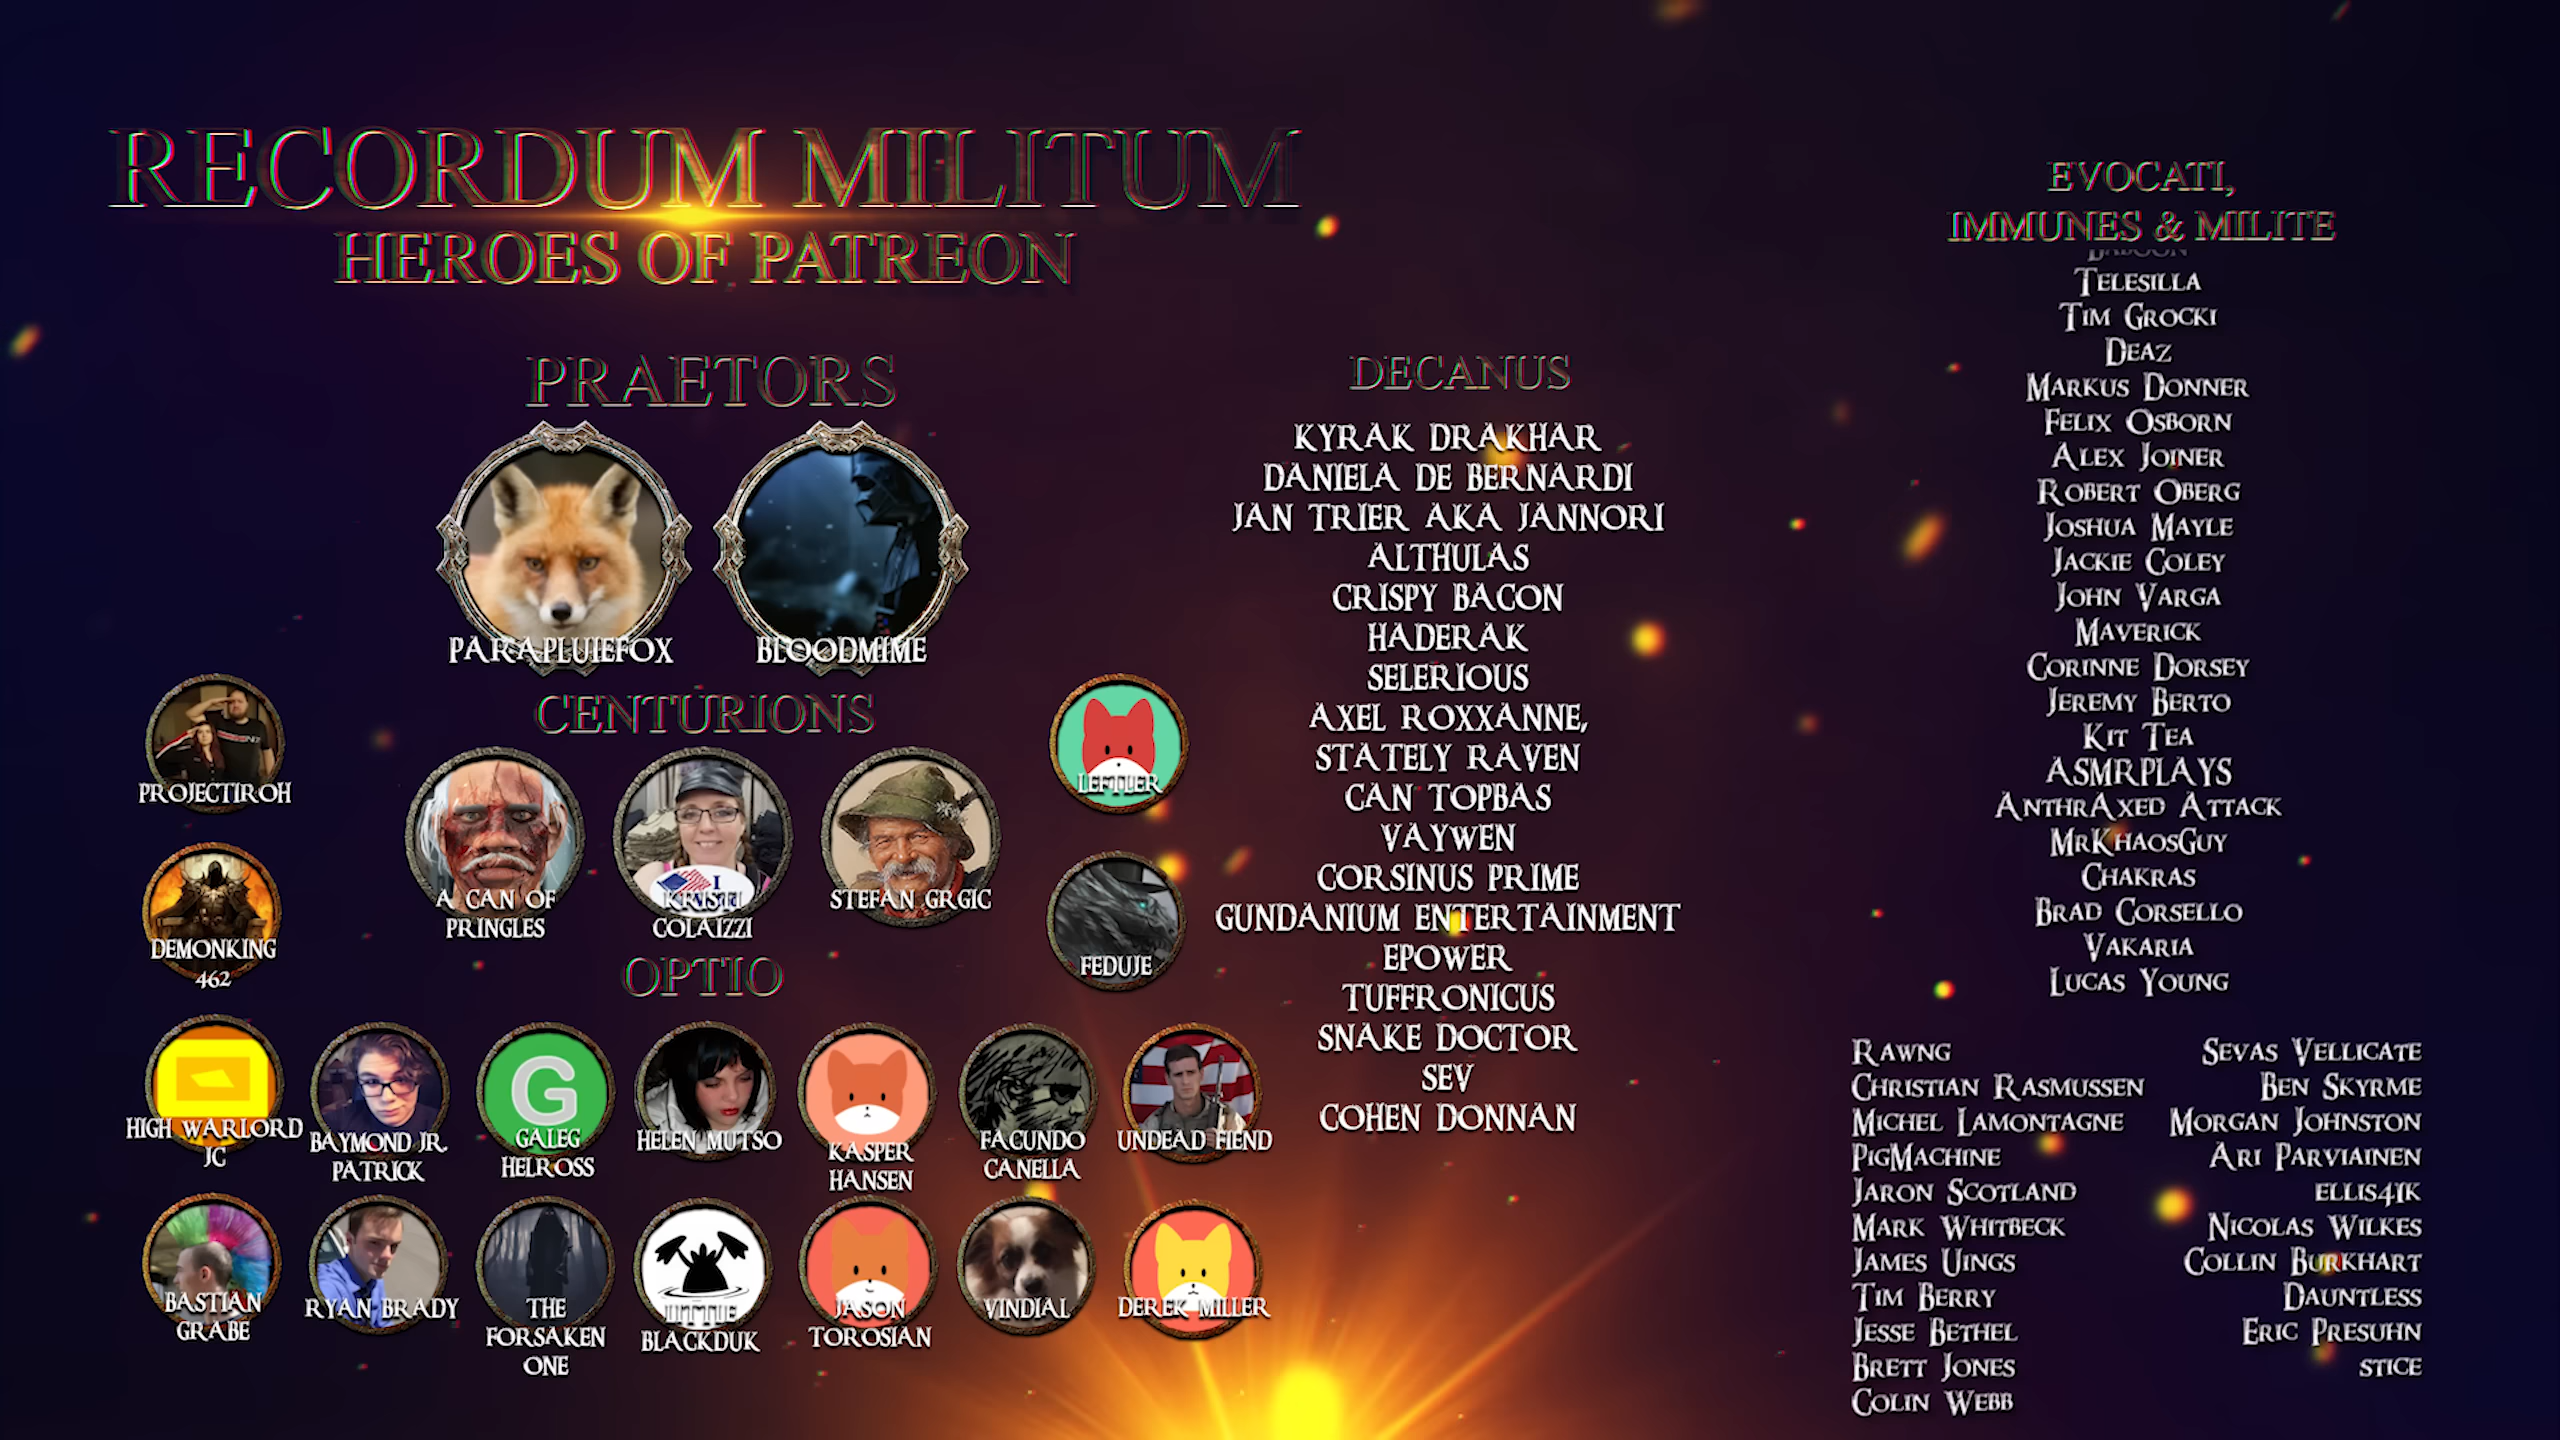 RECORDUM MILITUM
HEROES OF PATREON
PRAETORS
PARAPLUIEFOX
BLOODMIME
CENTURIONS
A CAN OF
PRINGLES
KRISTI
COLAIZZI
STEFAN GRGIC
PROJECTIROH
DEMONKING
462
LEFTLER
FEDUJE
OPTIO
HIGH WARLORD
JC
BAYMOND JR.
PATRICK
G
GALEG
HELROSS
HELEN MUTSO
KASPER
HANSEN
FACUNDO
CANELLA
UNDEAD FIEND
BASTIAN
GRABE
RYAN BRADY
THE
FORSAKEN
ONE
LITTLE
BLACKDUK
JASON
TOROSIAN
VINDIAL
DEREK MILLER
DECANUS
KYRAK DRAKHAR
DANIELA DE BERNARDI
JAN TRIER AKA JANNORI
ALTHULAS
CRISPY BACON
HADERAK
SELERIOUS
AXEL ROXXANNE,
STATELY RAVEN
CAN TOPBAS
VAYWEN
CORSINUS PRIME
GUNDANIUM ENTERTAINMENT
EPOWER
TUFFRONICUS
SNAKE DOCTOR
SEV
COHEN DONNAN
EVOCATI,
IMMUNES & MILITE
TELESILLA
TIM GROCKI
DEAZ
MARKUS DONNER
FELIX OSBORN
ALEX JOINER
ROBERT OBERG
JOSHUA MAYLE
JACKIE COLEY
JOHN VARGA
MAVERICK
CORINNE DORSEY
JEREMY BERTO
KIT TEA
ASMRPLAYS
ANTHRAXED ATTACK
MRKHAOSGUY
CHAKRAS
BRAD CORSELLO
VAKARIA
LUCAS YOUNG
RAWNG
CHRISTIAN RASMUSSEN
MICHEL LAMONTAGNE
PIGMACHINE
JARON SCOTLAND
MARK WHITBECK
JAMES UINGS
TIM BERRY
JESSE BETHEL
BRETT JONES
COLIN WEBB
SEVAS VELLICATE
BEN SKYRME
MORGAN JOHNSTON
ARI PARVIAINEN
ELLIS41K
NICOLAS WILKES
COLLIN BURKHART
DAUNTLESS
ERIC PRESUHN
STICE